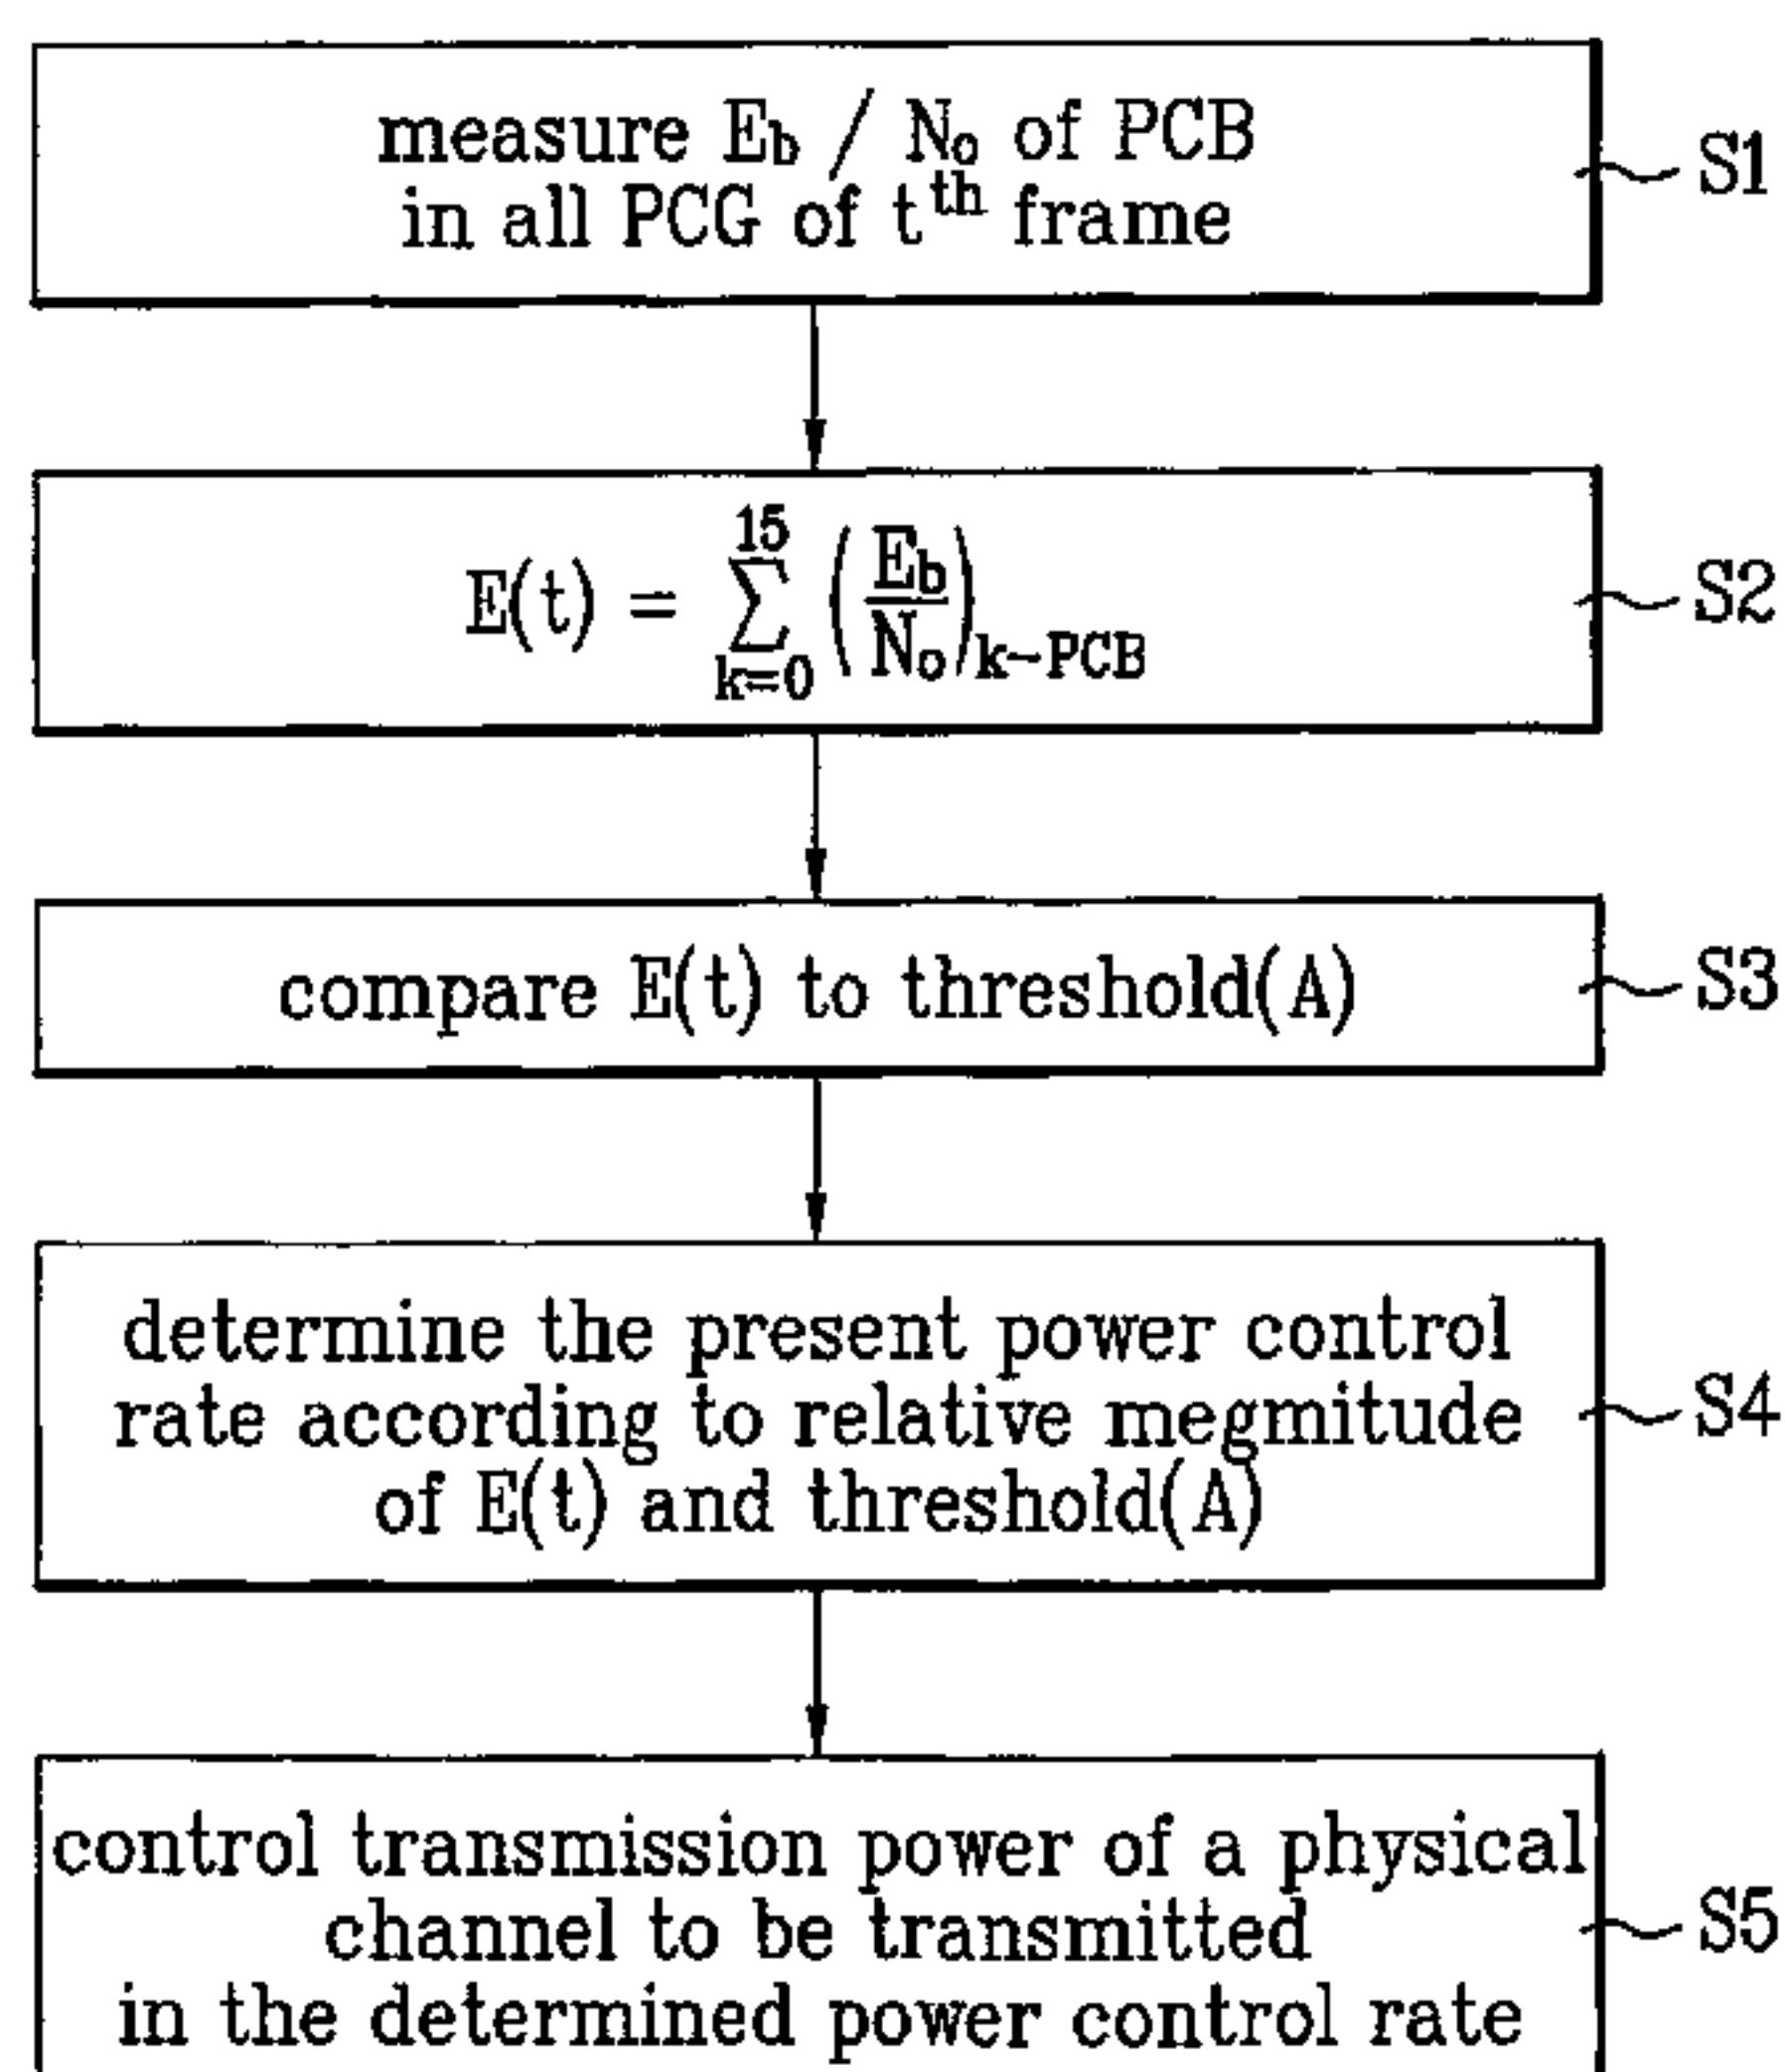 measure Eb / No of PCB
in all PCG of t^th frame
S1
E(t) = ∑_{k=0}^{15} (Eb/No)_{k-PCB}
S2
compare E(t) to threshold(A)
S3
determine the present power control
rate according to relative megmitude
of E(t) and threshold(A)
S4
control transmission power of a physical
channel to be transmitted
in the determined power control rate
S5